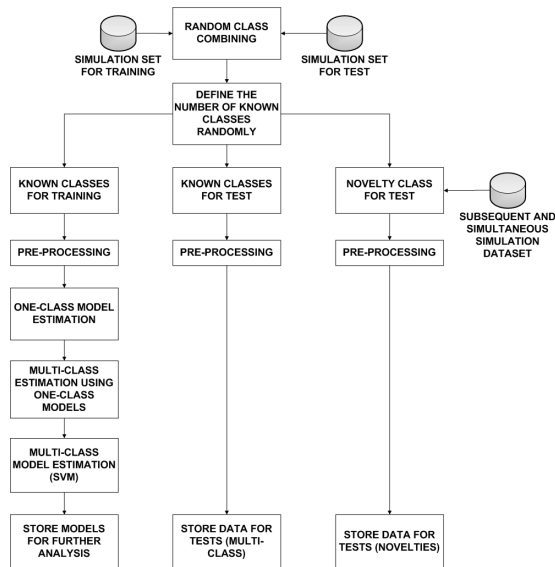 RANDOM CLASS
COMBINING
SIMULATION SET
FOR TRAINING
SIMULATION SET
FOR TEST
DEFINE THE
NUMBER OF KNOWN
CLASSES
RANDOMLY
KNOWN CLASSES
FOR TRAINING
KNOWN CLASSES
FOR TEST
NOVELTY CLASS
FOR TEST
SUBSEQUENT AND
SIMULTANEOUS
SIMULATION
DATASET
PRE-PROCESSING
PRE-PROCESSING
PRE-PROCESSING
ONE-CLASS MODEL
ESTIMATION
MULTI-CLASS
ESTIMATION USING
ONE-CLASS
MODELS
MULTI-CLASS
MODEL ESTIMATION
(SVM)
STORE MODELS
FOR FURTHER
ANALYSIS
STORE DATA FOR
TESTS (MULTI-
CLASS)
STORE DATA FOR
TESTS (NOVELTIES)